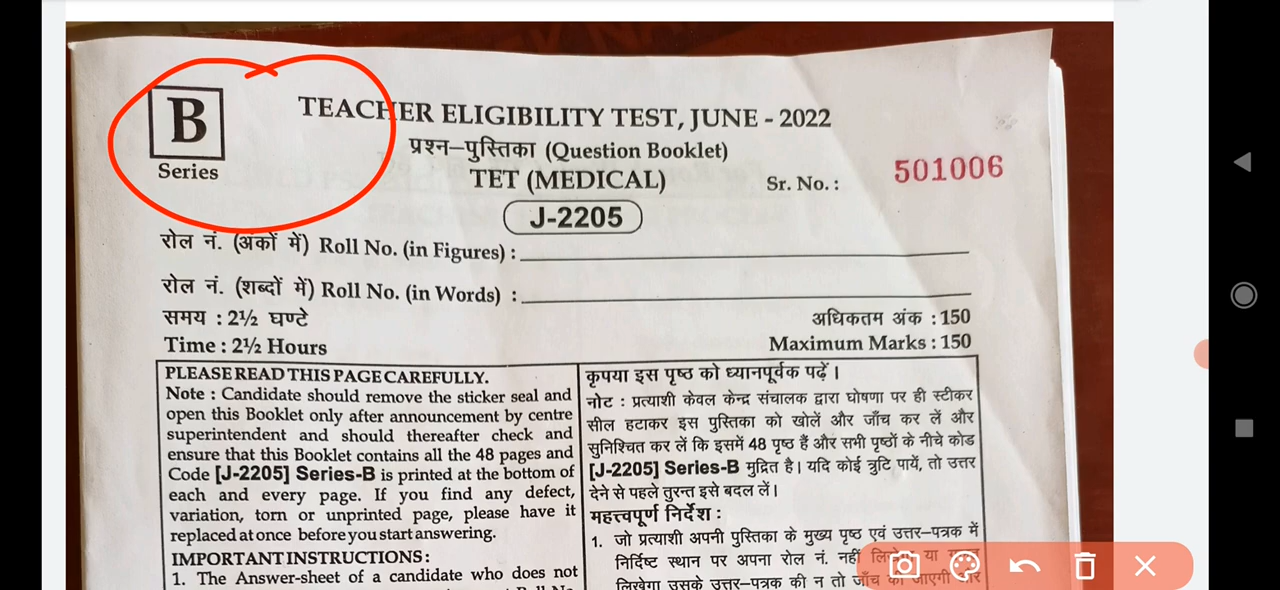 B
Series
TEACHER ELIGIBILITY TEST, JUNE - 2022
प्रश्न–पुस्तिका (Question Booklet)
TET (MEDICAL)
Sr. No. : 501006
J-2205
रोल नं. (अंकों में) Roll No. (in Figures) :
रोल नं. (शब्दों में) Roll No. (in Words) :
समय : 2½ घण्टे
अधिकतम अंक : 150
Time : 2½ Hours
Maximum Marks : 150
PLEASE READ THIS PAGE CAREFULLY.
Note : Candidate should remove the sticker seal and
open this Booklet only after announcement by centre
superintendent and should thereafter check and
ensure that this Booklet contains all the 48 pages and
Code [J-2205] Series-B is printed at the bottom of
each and every page. If you find any defect,
variation, torn or unprinted page, please have it
replaced at once before you start answering.
IMPORTANT INSTRUCTIONS :
1. The Answer-sheet of a candidate who does not
कृपया इस पृष्ठ को ध्यानपूर्वक पढ़ें।
नोट : प्रत्याशी केवल केन्द्र संचालक द्वारा घोषणा पर ही स्टीकर
सील हटाकर इस पुस्तिका को खोलें और जाँच कर लें और
सुनिश्चित कर लें कि इसमें 48 पृष्ठ हैं और सभी पृष्ठों के नीचे कोड
[J-2205] Series-B मुद्रित है। यदि कोई त्रुटि पायें, तो उत्तर
देने से पहले तुरन्त इसे बदल लें।
महत्त्वपूर्ण निर्देश :
1. जो प्रत्याशी अपनी पुस्तिका के मुख्य पृष्ठ एवं उत्तर–पत्रक में
निर्दिष्ट स्थान पर अपना रोल नं. नहीं या
लिखेगा उसके उत्तर–पत्रक की न तो जाँच